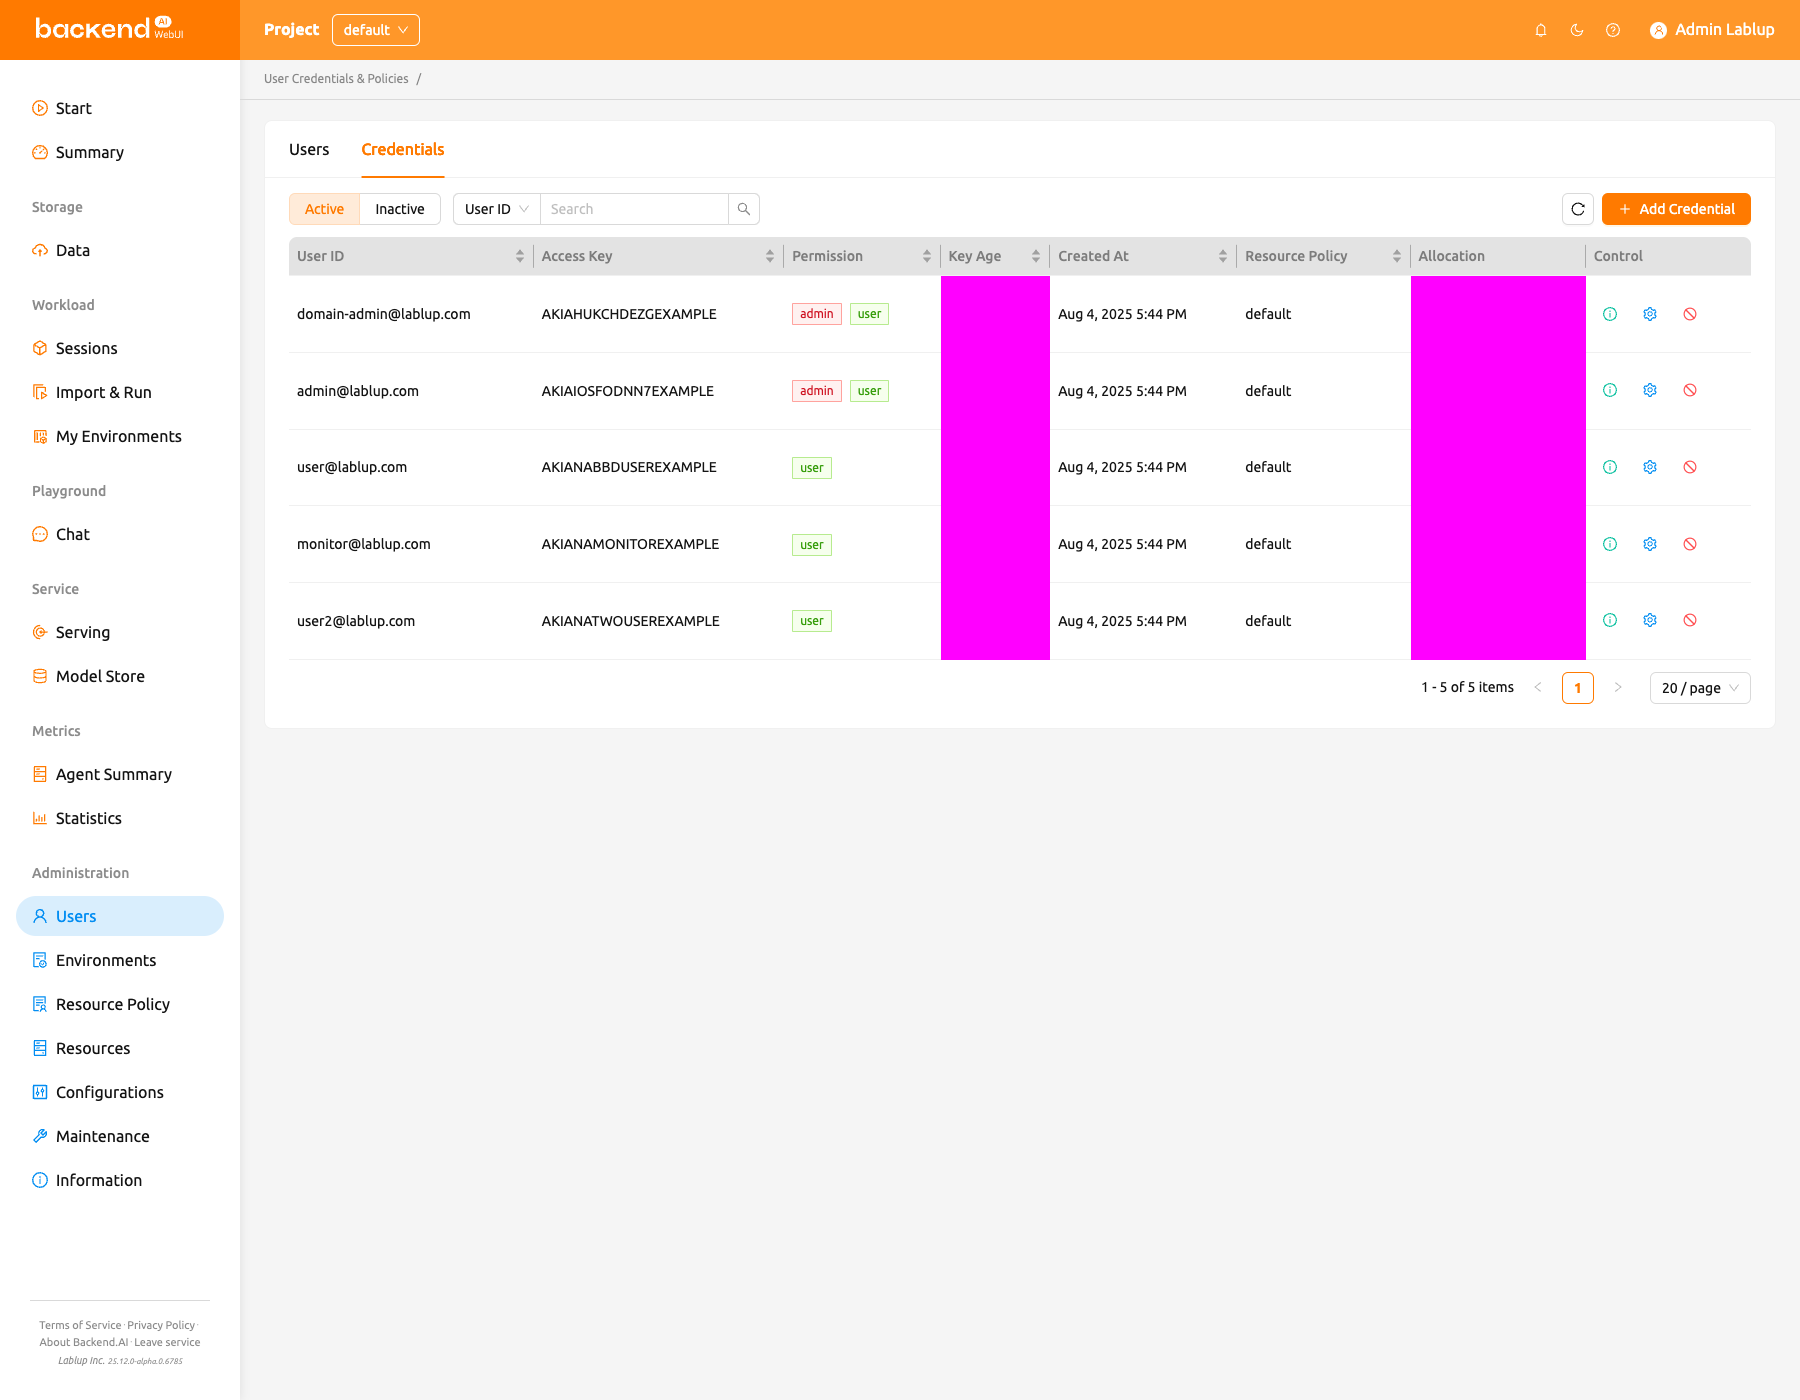 backend AI WebUI
Project default
Admin Lablup
User Credentials & Policies /
Start
Summary
Storage
Data
Workload
Sessions
Import & Run
My Environments
Playground
Chat
Service
Serving
Model Store
Metrics
Agent Summary
Statistics
Administration
Users
Environments
Resource Policy
Resources
Configurations
Maintenance
Information
Terms of Service · Privacy Policy ·
About Backend.AI · Leave service
Lablup Inc. 25.12.0-alpha.0.6785
Users Credentials
Active Inactive User ID Search + Add Credential
User ID Access Key Permission Key Age Created At Resource Policy Allocation Control
domain-admin@lablup.com AKIAHUKCHDEZGEXAMPLE admin user Aug 4, 2025 5:44 PM default
admin@lablup.com AKIAIOSFODNN7EXAMPLE admin user Aug 4, 2025 5:44 PM default
user@lablup.com AKIANABBDUSEREXAMPLE user Aug 4, 2025 5:44 PM default
monitor@lablup.com AKIANAMONITOREXAMPLE user Aug 4, 2025 5:44 PM default
user2@lablup.com AKIANATWOUSEREXAMPLE user Aug 4, 2025 5:44 PM default
1 - 5 of 5 items < 1 > 20 / page